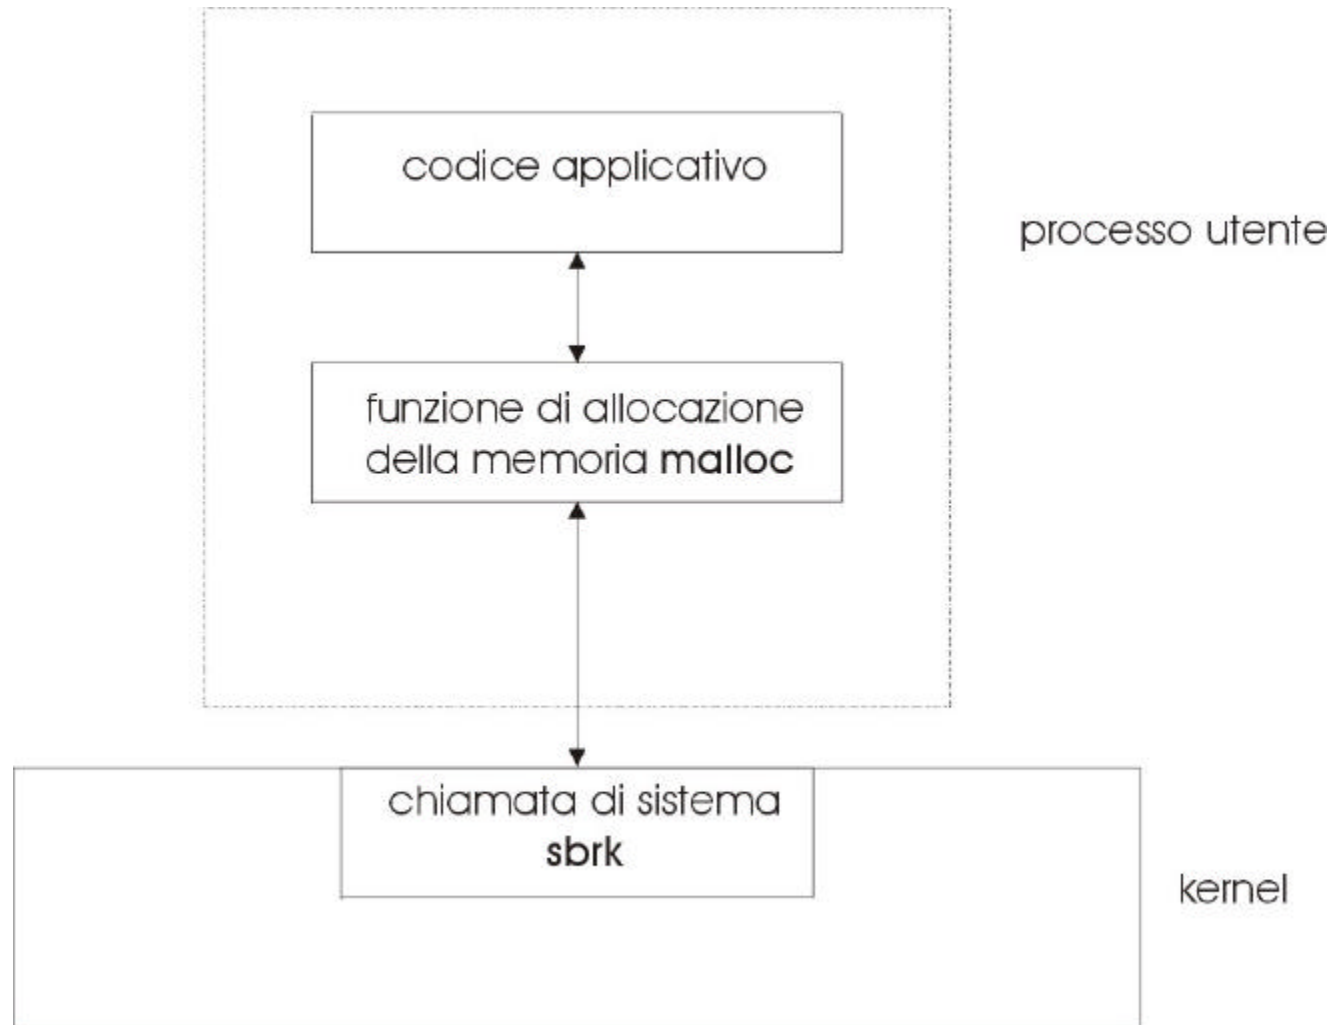 codice applicativo
processo utente
funzione di allocazione
della memoria malloc
chiamata di sistema
sbrk
kernel